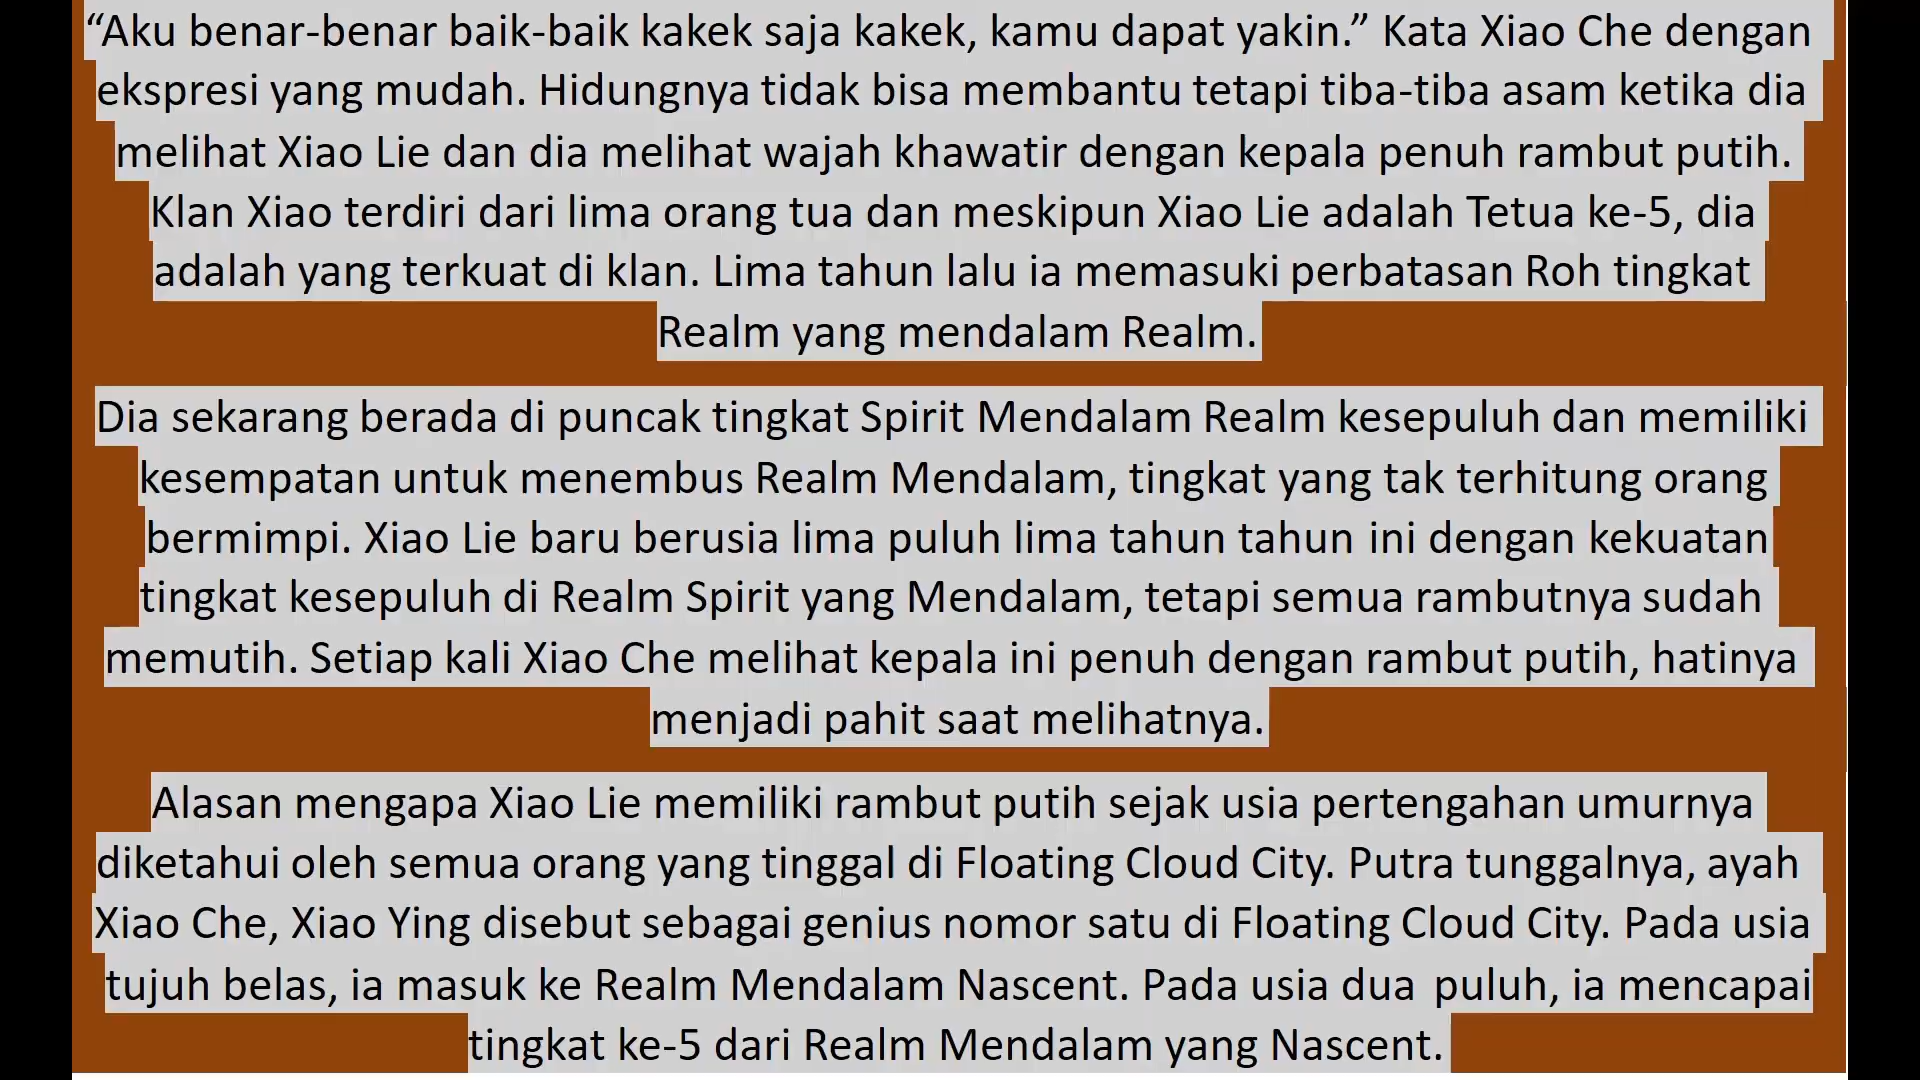 “Aku benar-benar baik-baik kakek saja kakek, kamu dapat yakin.” Kata Xiao Che dengan
ekspresi yang mudah. Hidungnya tidak bisa membantu tetapi tiba-tiba asam ketika dia
melihat Xiao Lie dan dia melihat wajah khawatir dengan kepala penuh rambut putih.
Klan Xiao terdiri dari lima orang tua dan meskipun Xiao Lie adalah Tetua ke-5, dia
adalah yang terkuat di klan. Lima tahun lalu ia memasuki perbatasan Roh tingkat
Realm yang mendalam Realm.
Dia sekarang berada di puncak tingkat Spirit Mendalam Realm kesepuluh dan memiliki
kesempatan untuk menembus Realm Mendalam, tingkat yang tak terhitung orang
bermimpi. Xiao Lie baru berusia lima puluh lima tahun tahun ini dengan kekuatan
tingkat kesepuluh di Realm Spirit yang Mendalam, tetapi semua rambutnya sudah
memutih. Setiap kali Xiao Che melihat kepala ini penuh dengan rambut putih, hatinya
menjadi pahit saat melihatnya.
Alasan mengapa Xiao Lie memiliki rambut putih sejak usia pertengahan umurnya
diketahui oleh semua orang yang tinggal di Floating Cloud City. Putra tunggalnya, ayah
Xiao Che, Xiao Ying disebut sebagai genius nomor satu di Floating Cloud City. Pada usia
tujuh belas, ia masuk ke Realm Mendalam Nascent. Pada usia dua puluh, ia mencapai
tingkat ke-5 dari Realm Mendalam yang Nascent.